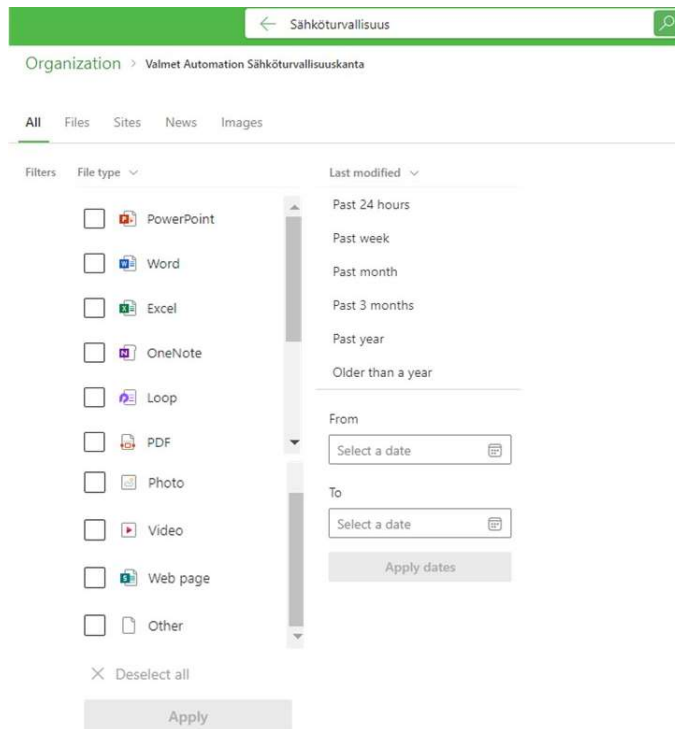 Sähköturvallisuus
Organization > Valmet Automation Sähköturvallisuuskanta
All Files Sites News Images
Filters File type Last modified
PowerPoint
Word
Excel
OneNote
Loop
PDF
Photo
Video
Web page
Other
Deselect all
Apply
Past 24 hours
Past week
Past month
Past 3 months
Past year
Older than a year
From
Select a date
To
Select a date
Apply dates